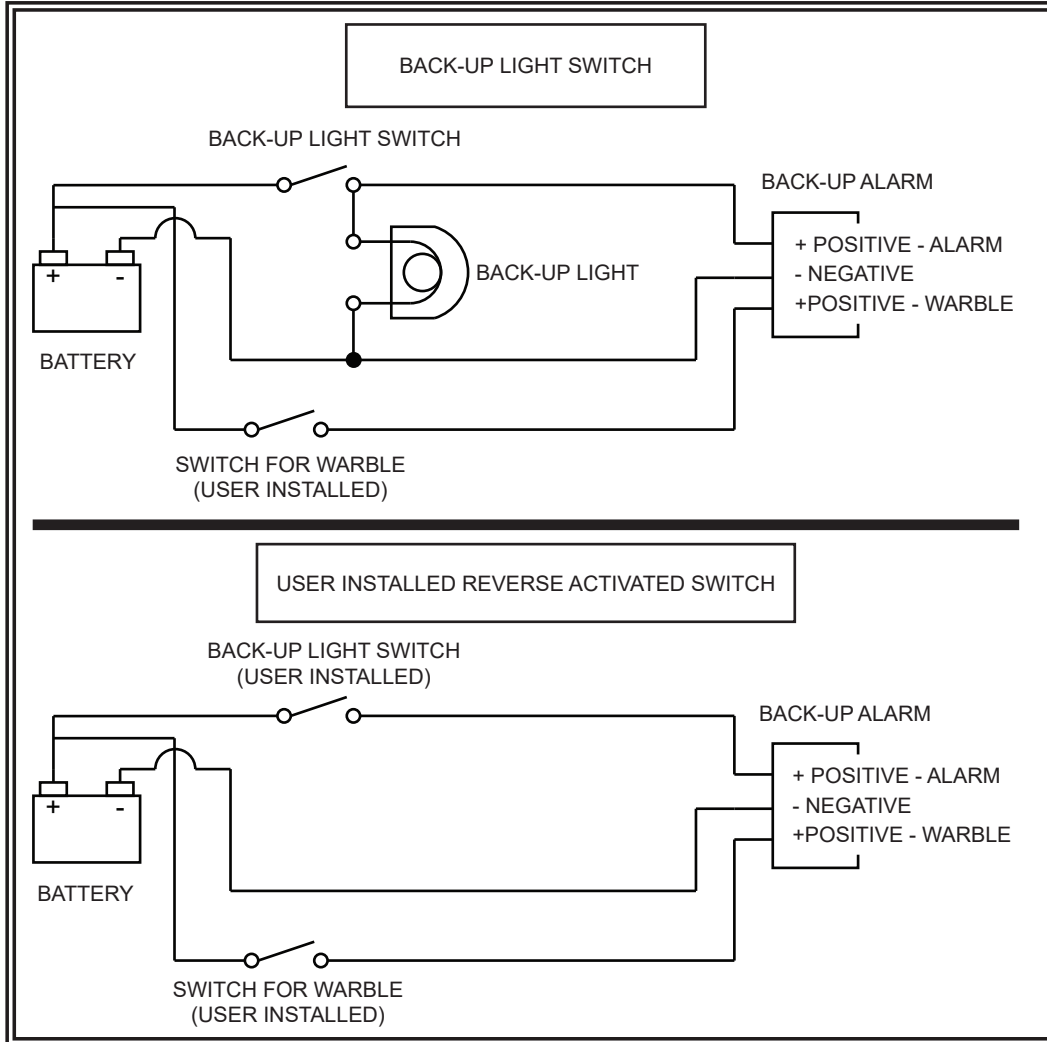 BACK-UP LIGHT SWITCH
BACK-UP LIGHT SWITCH
BACK-UP ALARM
+ POSITIVE - ALARM
- NEGATIVE
+POSITIVE - WARBLE
BACK-UP LIGHT
+ -
BATTERY
SWITCH FOR WARBLE
(USER INSTALLED)
USER INSTALLED REVERSE ACTIVATED SWITCH
BACK-UP LIGHT SWITCH
(USER INSTALLED)
BACK-UP ALARM
+ POSITIVE - ALARM
- NEGATIVE
+POSITIVE - WARBLE
+ -
BATTERY
SWITCH FOR WARBLE
(USER INSTALLED)